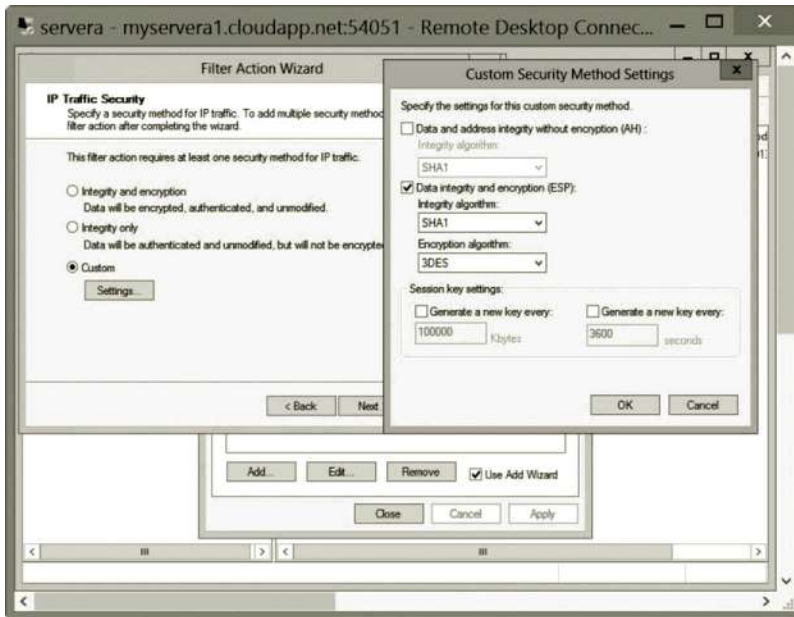 servera - myservera1.cloudapp.net:54051 - Remote Desktop Connec...
Filter Action Wizard
IP Traffic Security
Specify a security method for IP traffic. To add multiple security method
filter action after completing the wizard.
This filter action requires at least one security method for IP traffic.
Integrity and encryption
Data will be encrypted, authenticated, and unmodified.
Integrity only
Data will be authenticated and unmodified, but will not be encrypte
Custom
Settings...
< Back
Next
Custom Security Method Settings
Specify the settings for this custom security method.
Data and address integrity without encryption (AH) :
Integrity algorithm:
SHA1
Data integrity and encryption (ESP):
Integrity algorithm:
SHA1
Encryption algorithm:
3DES
Session key settings:
Generate a new key every:
100000 Kbytes
Generate a new key every:
3600 seconds
OK
Cancel
Add...
Edit...
Remove
Use Add Wizard
Close
Cancel
Apply